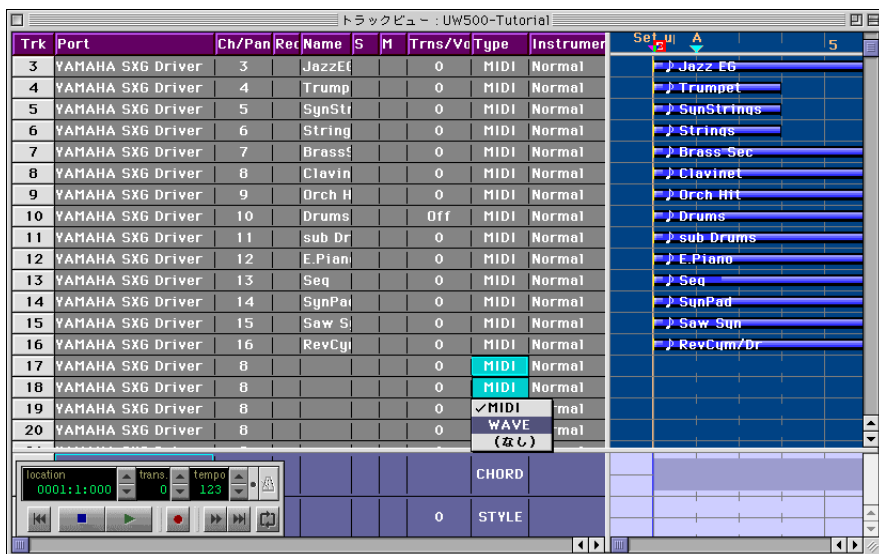 トラックビュー : UW500-Tutorial
Trk Port Ch/Pan Rec Name S M Trns/Vo Type Instrumen
Set u A 5
3 YAMAHA SXG Driver 3 JazzEG 0 MIDI Normal Jazz EG
4 YAMAHA SXG Driver 4 Trump 0 MIDI Normal Trumpet
5 YAMAHA SXG Driver 5 SynStr 0 MIDI Normal SynStrings
6 YAMAHA SXG Driver 6 String 0 MIDI Normal Strings
7 YAMAHA SXG Driver 7 BrassS 0 MIDI Normal Brass Sec
8 YAMAHA SXG Driver 8 Clavin 0 MIDI Normal Clavinet
9 YAMAHA SXG Driver 9 Orch H 0 MIDI Normal Orch Hit
10 YAMAHA SXG Driver 10 Drums Off MIDI Normal Drums
11 YAMAHA SXG Driver 11 sub Dr 0 MIDI Normal sub Drums
12 YAMAHA SXG Driver 12 E.Pian 0 MIDI Normal E.Piano
13 YAMAHA SXG Driver 13 Seq 0 MIDI Normal Seq
14 YAMAHA SXG Driver 14 SynPa 0 MIDI Normal SynPad
15 YAMAHA SXG Driver 15 Saw S 0 MIDI Normal Saw Syn
16 YAMAHA SXG Driver 16 RevCy 0 MIDI Normal RevCym/Dr
17 YAMAHA SXG Driver 8 0 MIDI Normal
18 YAMAHA SXG Driver 8 0 MIDI Normal
19 YAMAHA SXG Driver 8 0 ✓MIDI rmal
20 YAMAHA SXG Driver 8 0 WAVE rmal
(なし)
location trans. tempo
0001:1:000 0 123
CHORD
0 STYLE